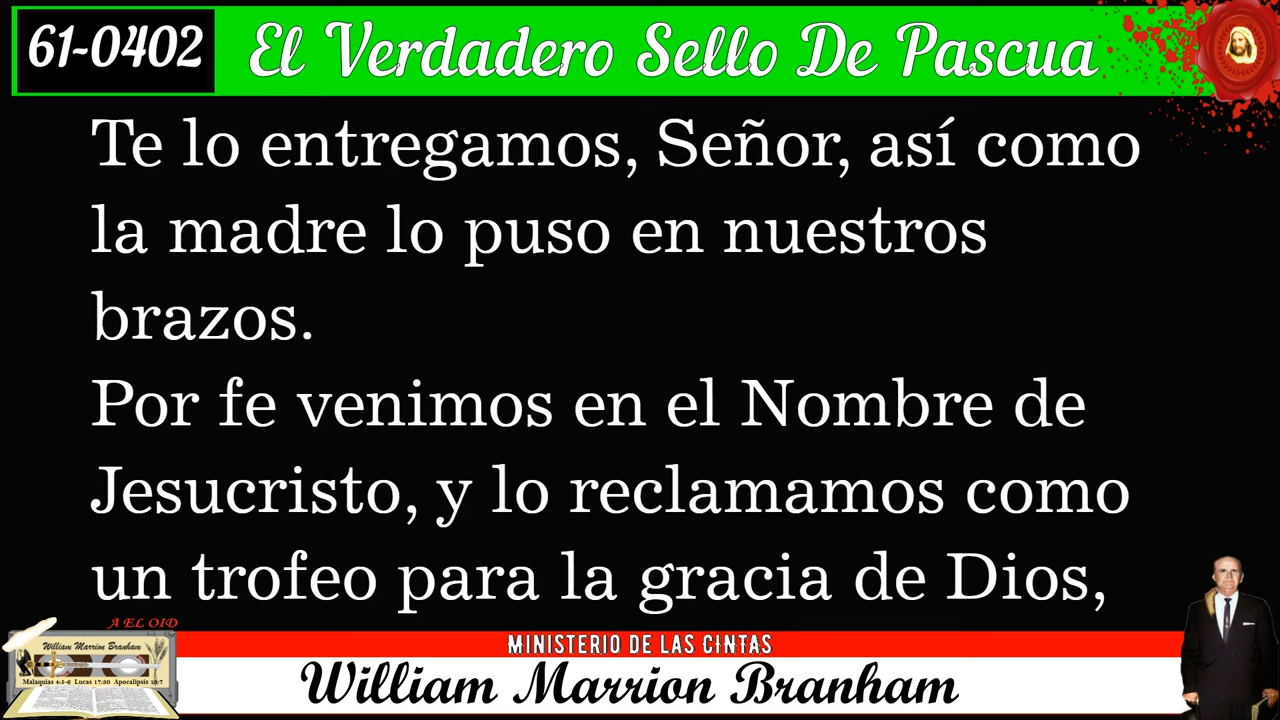 61-0402
El Verdadero Sello De Pascua
Te lo entregamos, Señor, así como
la madre lo puso en nuestros
brazos.
Por fe venimos en el Nombre de
Jesucristo, y lo reclamamos como
un trofeo para la gracia de Dios,
A EL OID
William Marrion Branham
Malaquias 4:5-6 Lucas 17:30 Apocalipsis 10:7
MINISTERIO DE LAS CINTAS
William Marrion Branham